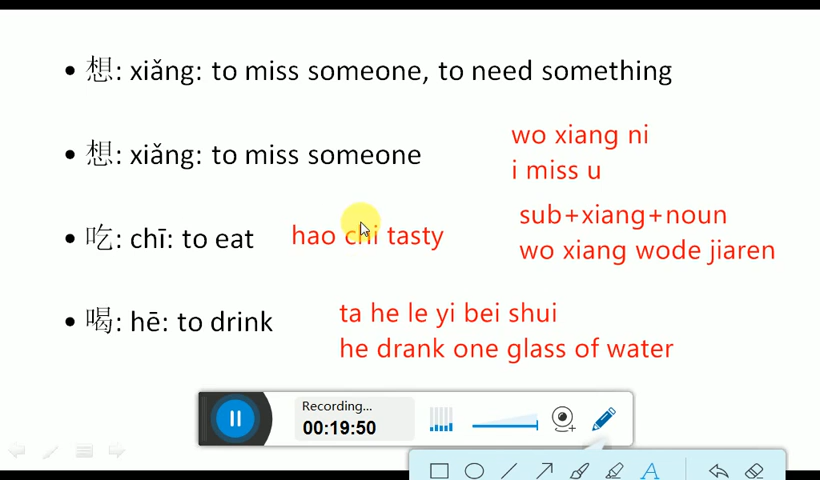 • 想: xiǎng: to miss someone, to need something
• 想: xiǎng: to miss someone
wo xiang ni
i miss u
sub+xiang+noun
wo xiang wode jiaren
• 吃: chī: to eat
hao chi tasty
• 喝: hē: to drink
ta he le yi bei shui
he drank one glass of water
Recording...
00:19:50
A